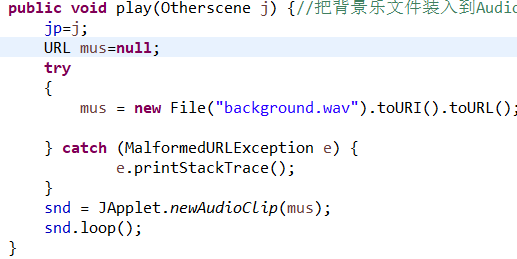 public void play(Otherscene j) {//把背景乐文件装入到Audio
jp=j;
URL mus=null;
try
{
mus = new File("background.wav").toURI().toURL();
} catch (MalformedURLException e) {
e.printStackTrace();
}
snd = JApplet.newAudioClip(mus);
snd.loop();
}